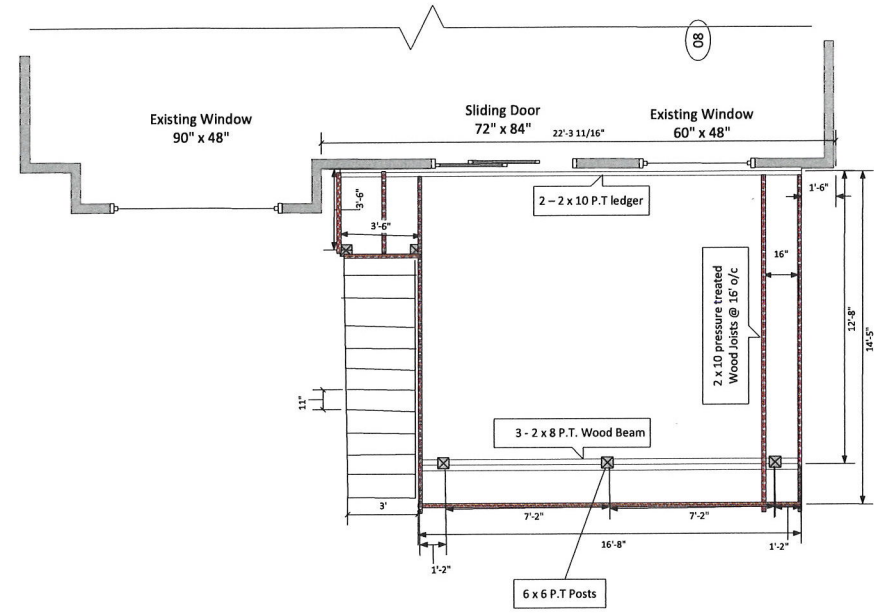 08
Existing Window
90" x 48"
Sliding Door
72" x 84"
Existing Window
60" x 48"
22'-3 11/16"
2 – 2 x 10 P.T ledger
1'-6"
3'-6"
3'-6"
16"
2 x 10 pressure treated
Wood Joists @ 16' o/c
12'-8"
14'-5"
11"
3 - 2 x 8 P.T. Wood Beam
3'
7'-2"
7'-2"
16'-8"
1'-2"
1'-2"
6 x 6 P.T Posts